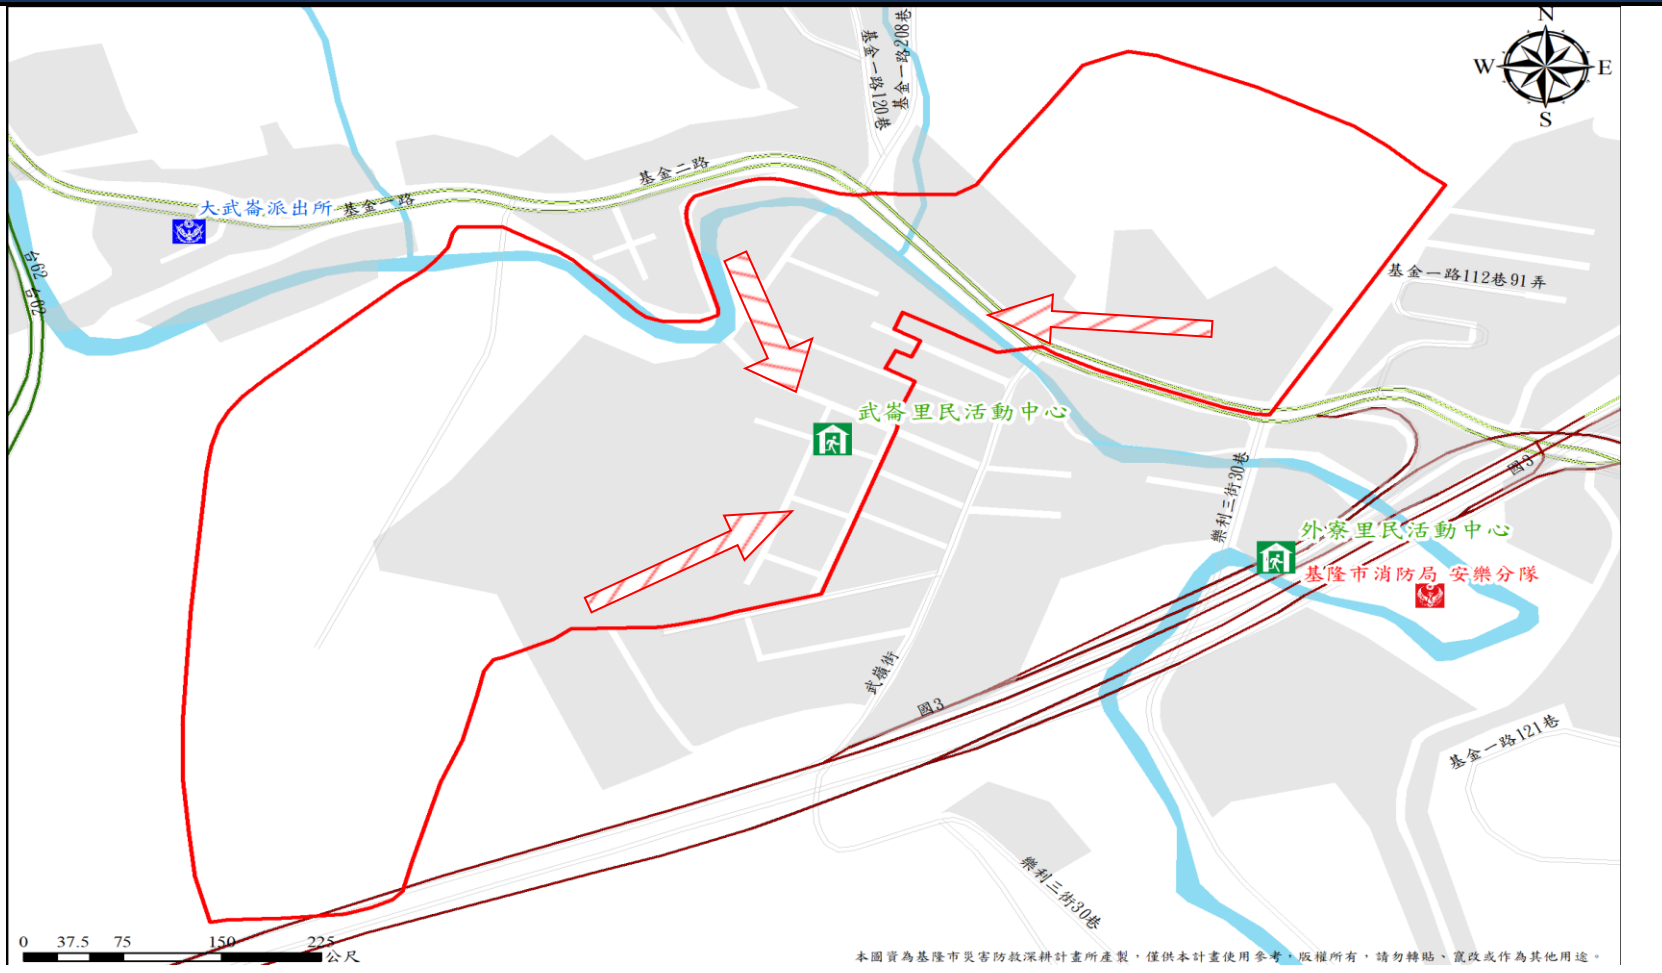 N
W E
S
基金一路120巷
基金一路208巷
基金二路
基金一路
大武崙派出所
台62
台62
基金一路112巷91弄
武崙里民活動中心
樂利三街30巷
國3
外寮里民活動中心
基隆市消防局 安樂分隊
武嶺街
國3
基金一路121巷
樂利三街30巷
0 37.5 75 150 225
公尺
本圖資為基隆市災害防救深耕計畫所產製，僅供本計畫使用參考，版權所有，請勿轉貼、竄改或作為其他用途。